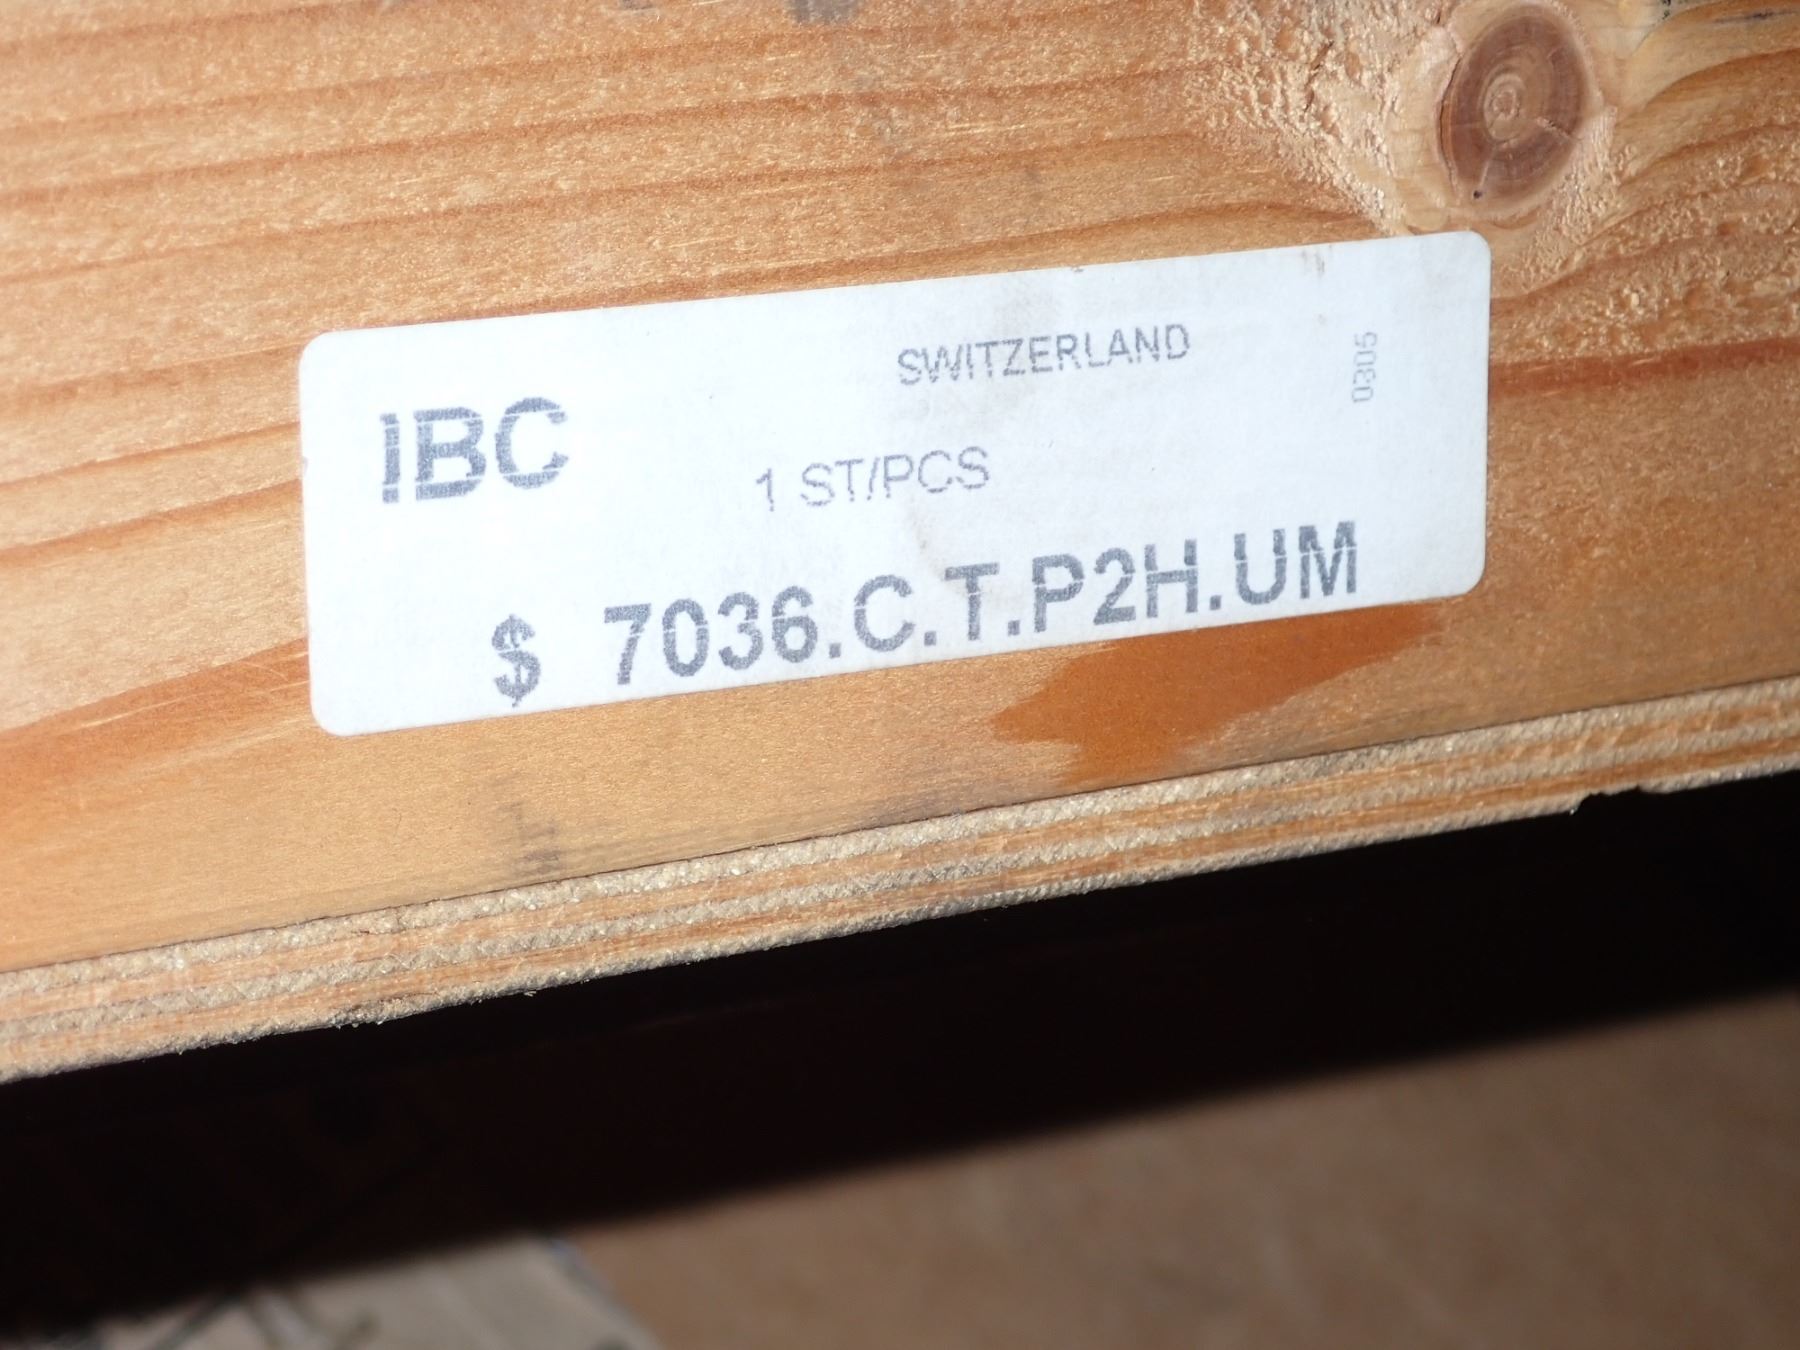 SWITZERLAND
0305
IBC
1 ST/PCS
$ 7036.C.T.P2H.UM